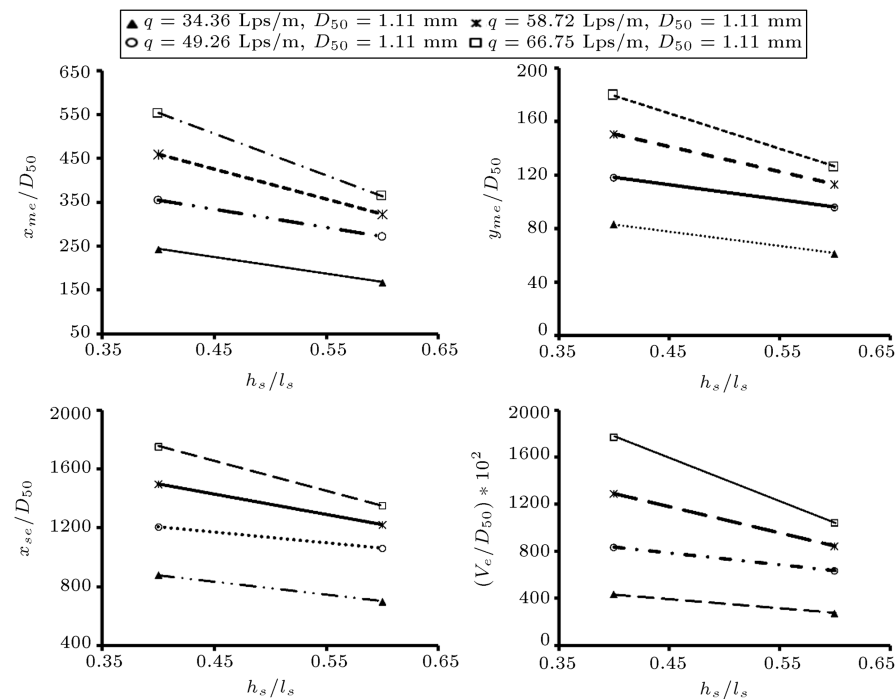 ▲ q = 34.36 Lps/m, D50 = 1.11 mm ✳ q = 58.72 Lps/m, D50 = 1.11 mm
⊙ q = 49.26 Lps/m, D50 = 1.11 mm □ q = 66.75 Lps/m, D50 = 1.11 mm
xme/D50
650
550
450
350
250
150
50
0.35 0.45 0.55 0.65
hs/ls
yme/D50
200
160
120
80
40
0
0.35 0.45 0.55 0.65
hs/ls
xse/D50
2000
1600
1200
800
400
0.35 0.45 0.55 0.65
hs/ls
(Ve/D50) * 10²
2000
1600
1200
800
400
0
0.35 0.45 0.55 0.65
hs/ls